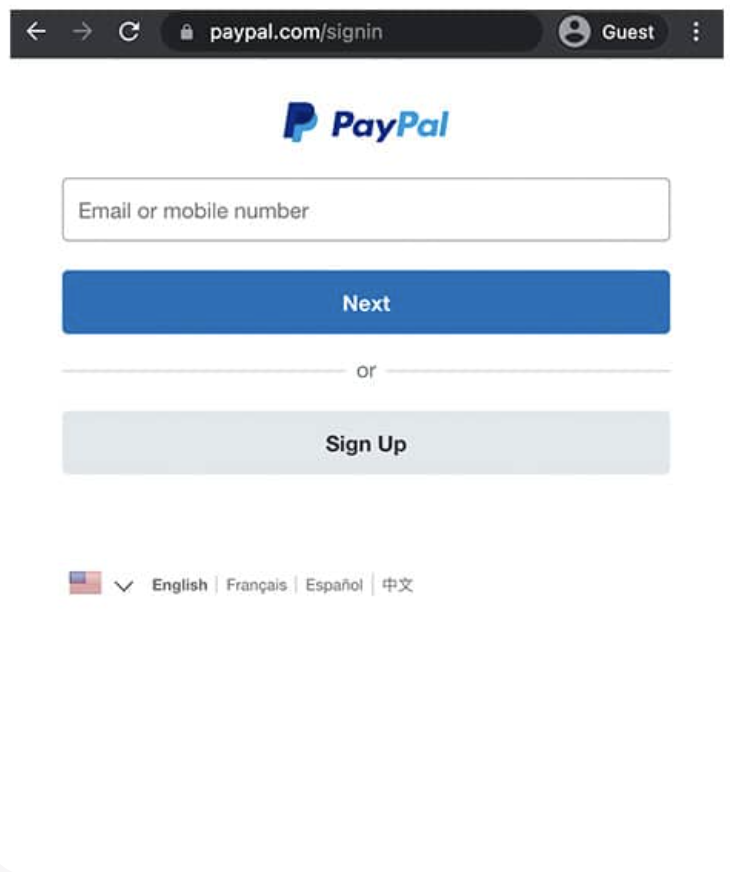 paypal.com/signin Guest
PayPal
Email or mobile number
Next
or
Sign Up
English Français Español 中文